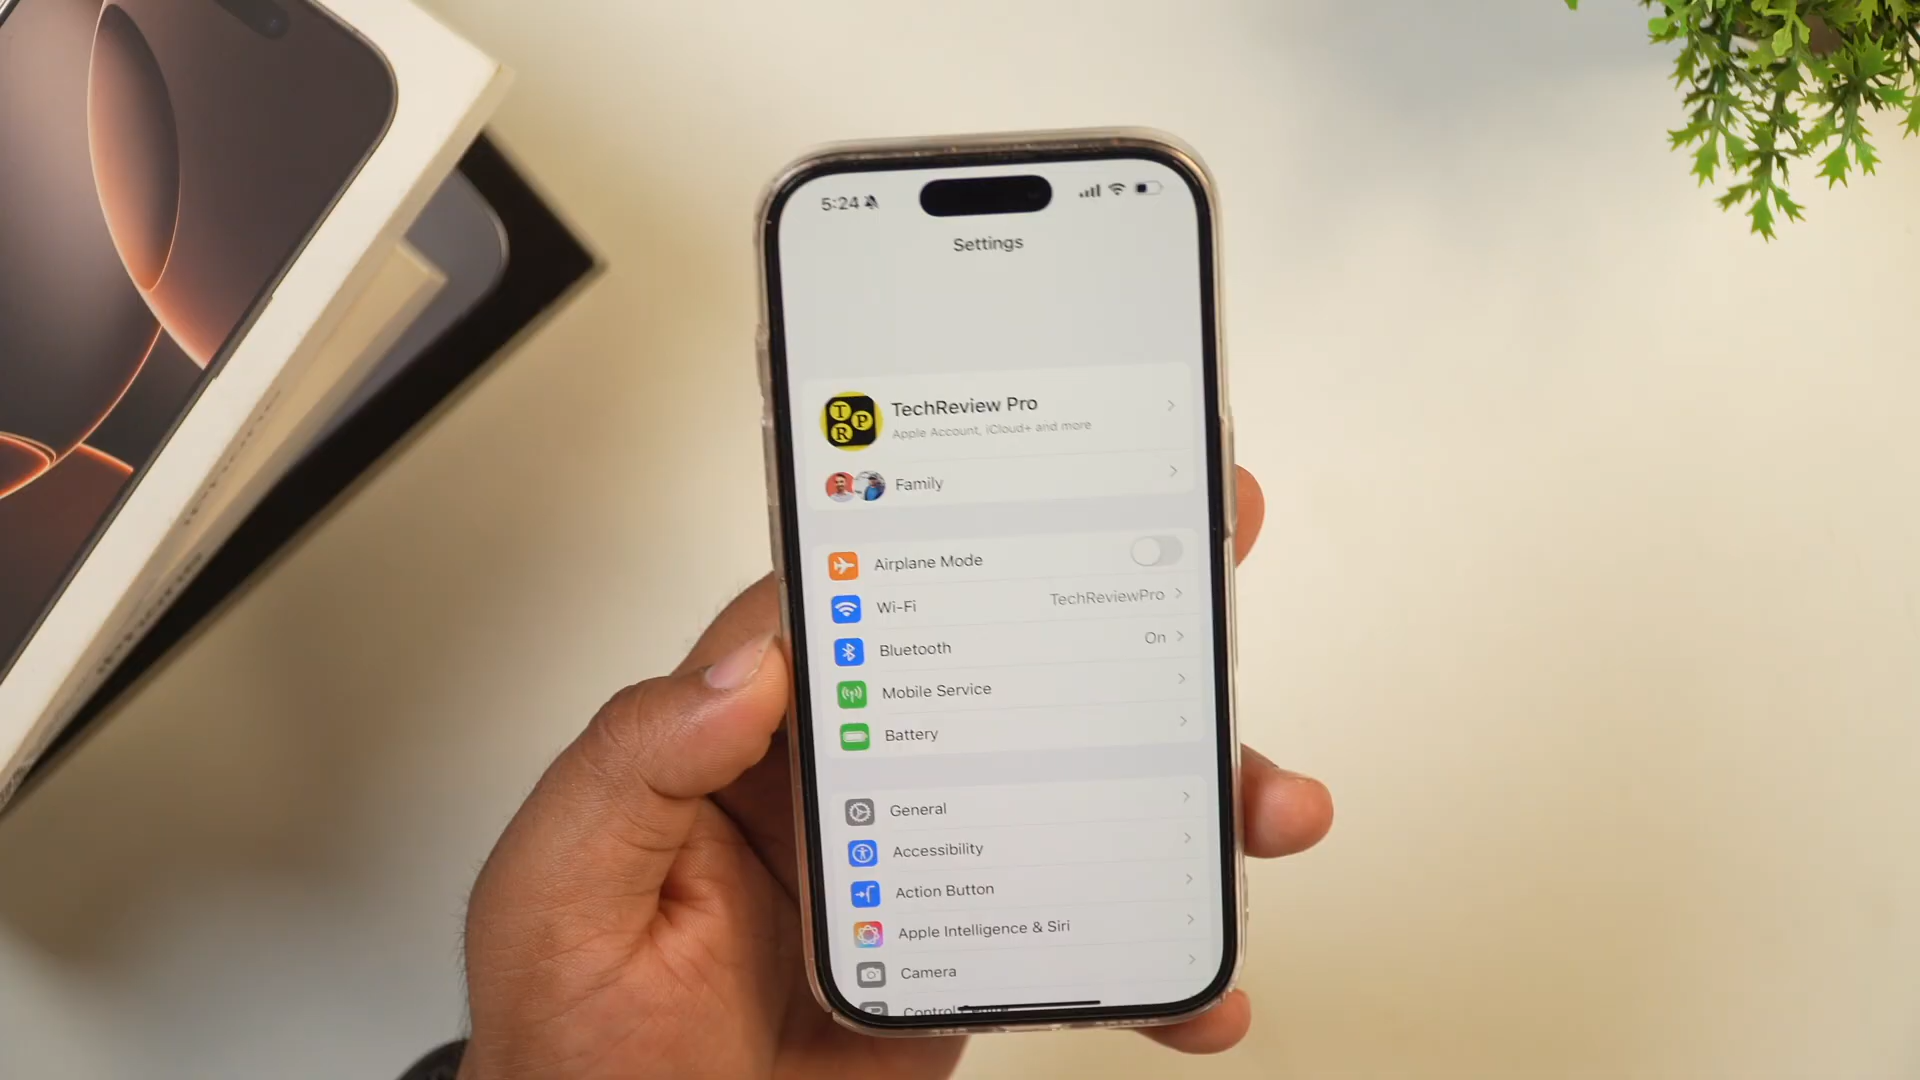 5:24
Settings
T
P
R
TechReview Pro
Apple Account, iCloud+ and more
Family
Airplane Mode
Wi-Fi TechReviewPro
Bluetooth On
Mobile Service
Battery
General
Accessibility
Action Button
Apple Intelligence & Siri
Camera